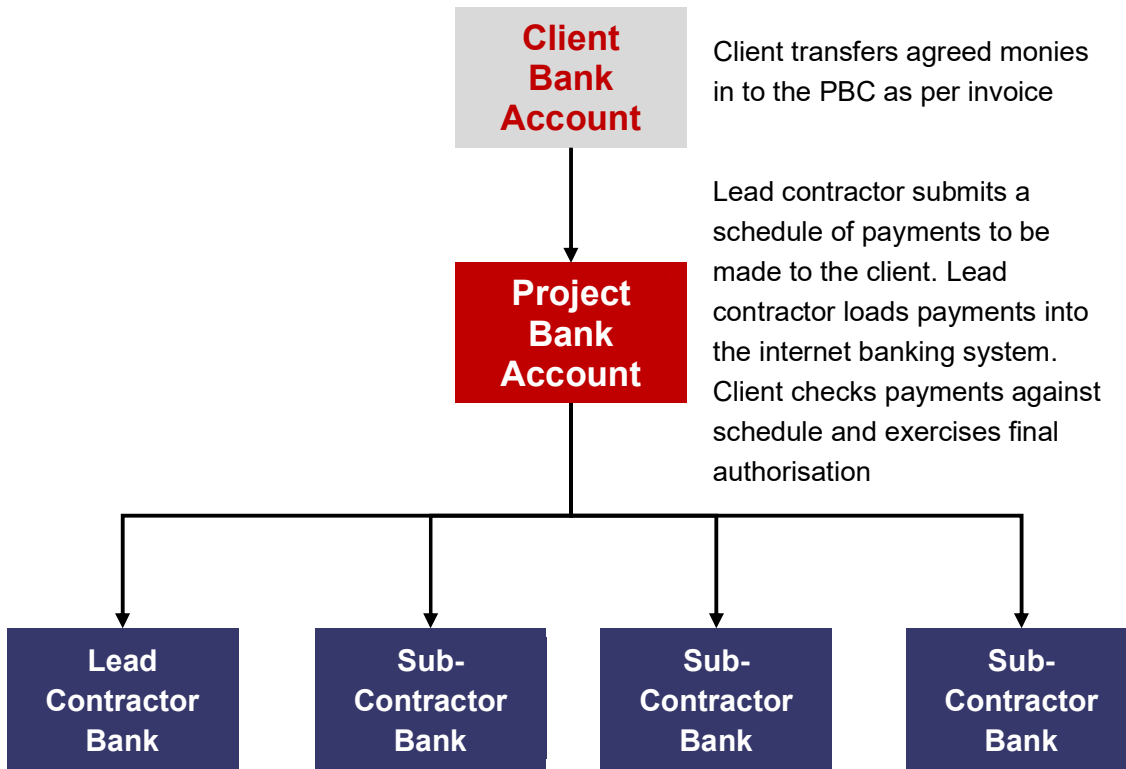 Client
Bank
Account
Client transfers agreed monies
in to the PBC as per invoice
Lead contractor submits a
schedule of payments to be
made to the client. Lead
contractor loads payments into
the internet banking system.
Client checks payments against
schedule and exercises final
authorisation
Project
Bank
Account
Lead
Contractor
Bank
Sub-
Contractor
Bank
Sub-
Contractor
Bank
Sub-
Contractor
Bank